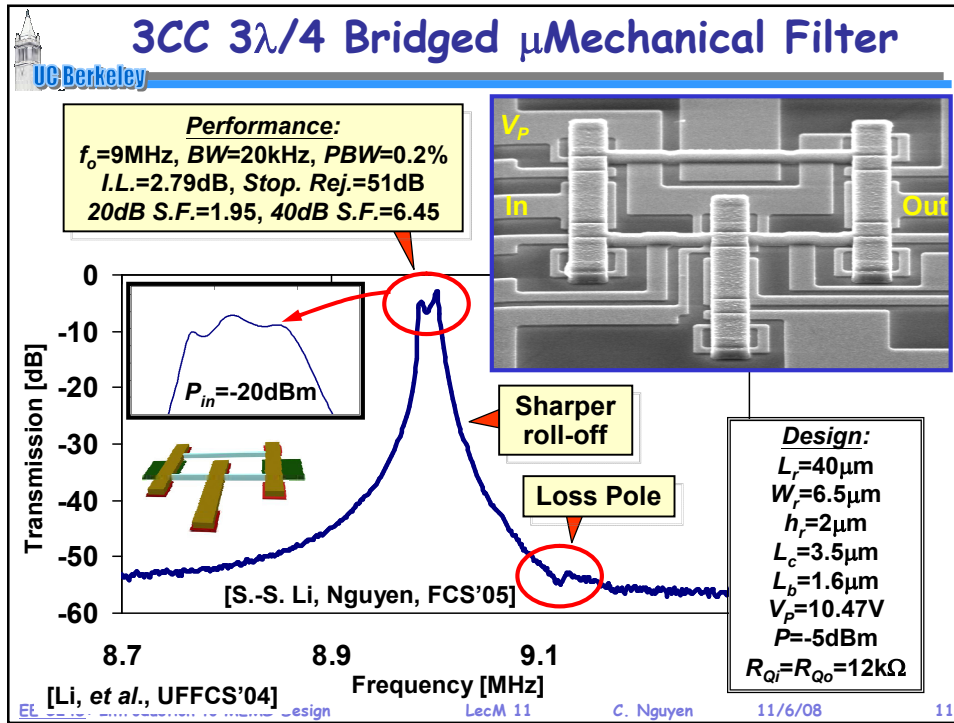 3CC 3λ/4 Bridged μMechanical Filter
UC Berkeley
Performance:
fo=9MHz, BW=20kHz, PBW=0.2%
I.L.=2.79dB, Stop. Rej.=51dB
20dB S.F.=1.95, 40dB S.F.=6.45
VP
In
Out
0
-10
-20
-30
-40
-50
-60
Transmission [dB]
Pin=-20dBm
Sharper
roll-off
Loss Pole
[S.-S. Li, Nguyen, FCS'05]
Design:
Lr=40μm
Wr=6.5μm
hr=2μm
Lc=3.5μm
Lb=1.6μm
VP=10.47V
P=-5dBm
RQi=RQo=12kΩ
8.7
8.9
9.1
Frequency [MHz]
[Li, et al., UFFCS'04]
LecM 11
C. Nguyen
11/6/08
11